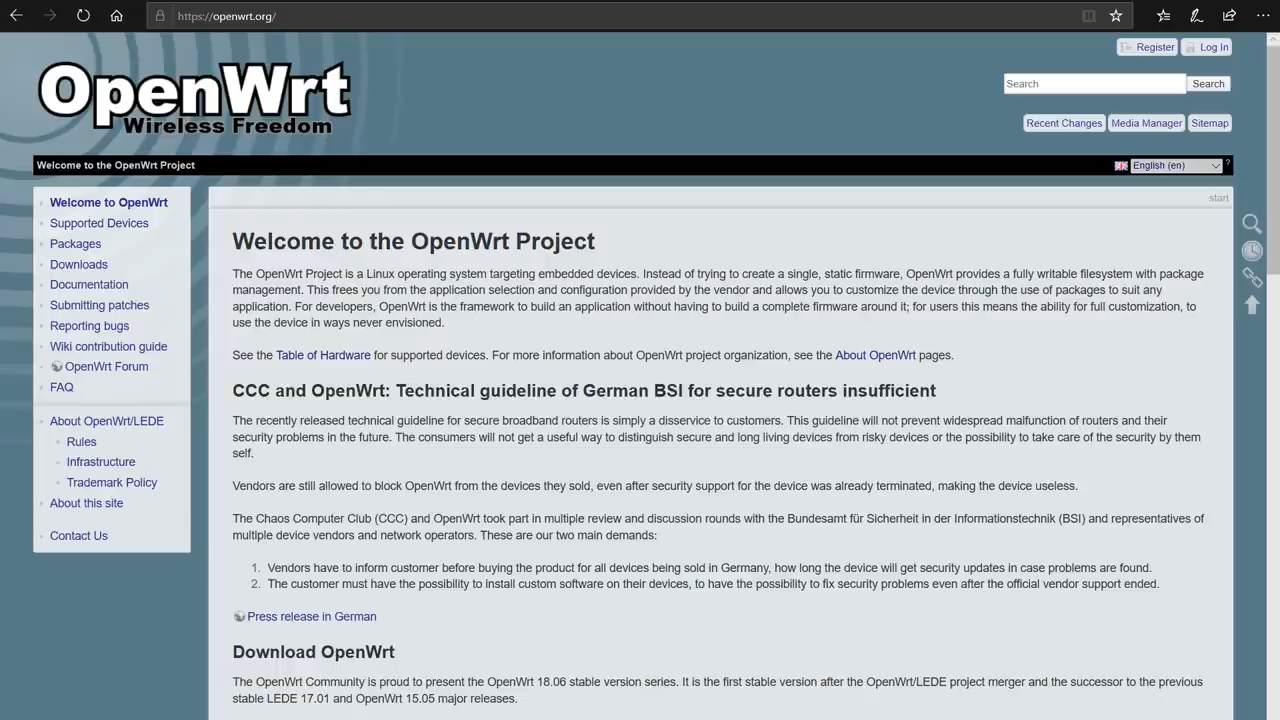 https://openwrt.org/
Register
Log In
OpenWrt
Wireless Freedom
Search
Search
Recent Changes
Media Manager
Sitemap
Welcome to the OpenWrt Project
English (en)
?
Welcome to OpenWrt
Supported Devices
Packages
Downloads
Documentation
Submitting patches
Reporting bugs
Wiki contribution guide
OpenWrt Forum
FAQ
About OpenWrt/LEDE
Rules
Infrastructure
Trademark Policy
About this site
Contact Us
start
Welcome to the OpenWrt Project
The OpenWrt Project is a Linux operating system targeting embedded devices. Instead of trying to create a single, static firmware, OpenWrt provides a fully writable filesystem with package
management. This frees you from the application selection and configuration provided by the vendor and allows you to customize the device through the use of packages to suit any
application. For developers, OpenWrt is the framework to build an application without having to build a complete firmware around it; for users this means the ability for full customization, to
use the device in ways never envisioned.
See the Table of Hardware for supported devices. For more information about OpenWrt project organization, see the About OpenWrt pages.
CCC and OpenWrt: Technical guideline of German BSI for secure routers insufficient
The recently released technical guideline for secure broadband routers is simply a disservice to customers. This guideline will not prevent widespread malfunction of routers and their
security problems in the future. The consumers will not get a useful way to distinguish secure and long living devices from risky devices or the possibility to take care of the security by them
self.
Vendors are still allowed to block OpenWrt from the devices they sold, even after security support for the device was already terminated, making the device useless.
The Chaos Computer Club (CCC) and OpenWrt took part in multiple review and discussion rounds with the Bundesamt für Sicherheit in der Informationstechnik (BSI) and representatives of
multiple device vendors and network operators. These are our two main demands:
1. Vendors have to inform customer before buying the product for all devices being sold in Germany, how long the device will get security updates in case problems are found.
2. The customer must have the possibility to install custom software on their devices, to have the possibility to fix security problems even after the official vendor support ended.
Press release in German
Download OpenWrt
The OpenWrt Community is proud to present the OpenWrt 18.06 stable version series. It is the first stable version after the OpenWrt/LEDE project merger and the successor to the previous
stable LEDE 17.01 and OpenWrt 15.05 major releases.